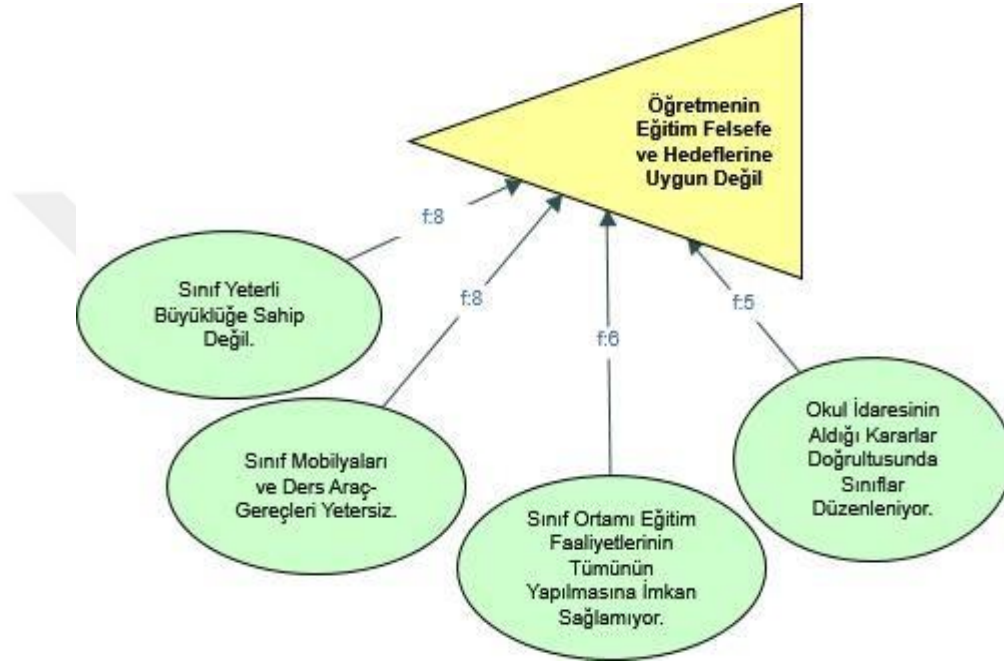 Öğretmenin
Eğitim Felsefe
ve Hedeflerine
Uygun Değil
f:8
f:8
f:6
f:5
Sınıf Yeterli
Büyüklüğe Sahip
Değil.
Sınıf Mobilyaları
ve Ders Araç-
Gereçleri Yetersiz.
Sınıf Ortamı Eğitim
Faaliyetlerinin
Tümünün
Yapılmasına İmkan
Sağlamıyor.
Okul İdaresinin
Aldığı Kararlar
Doğrultusunda
Sınıflar
Düzenleniyor.